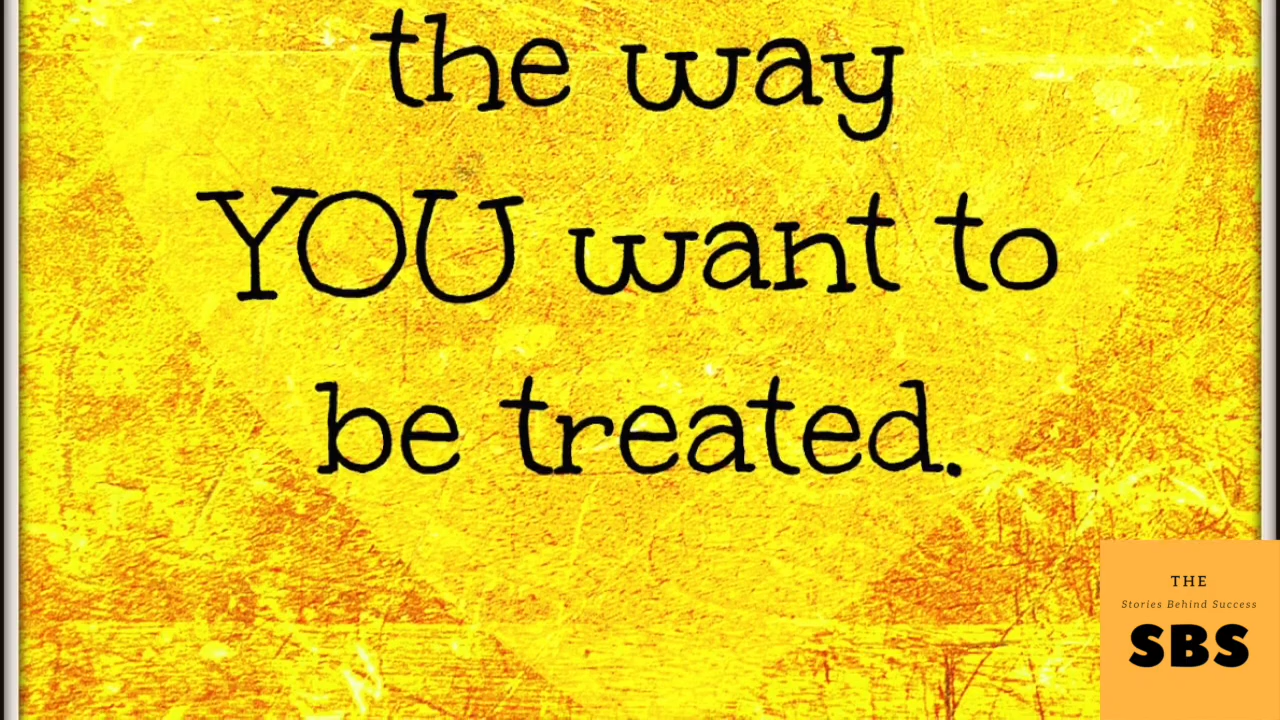 the way
YOU want to
be treated.
THE
Stories Behind Success
SBS